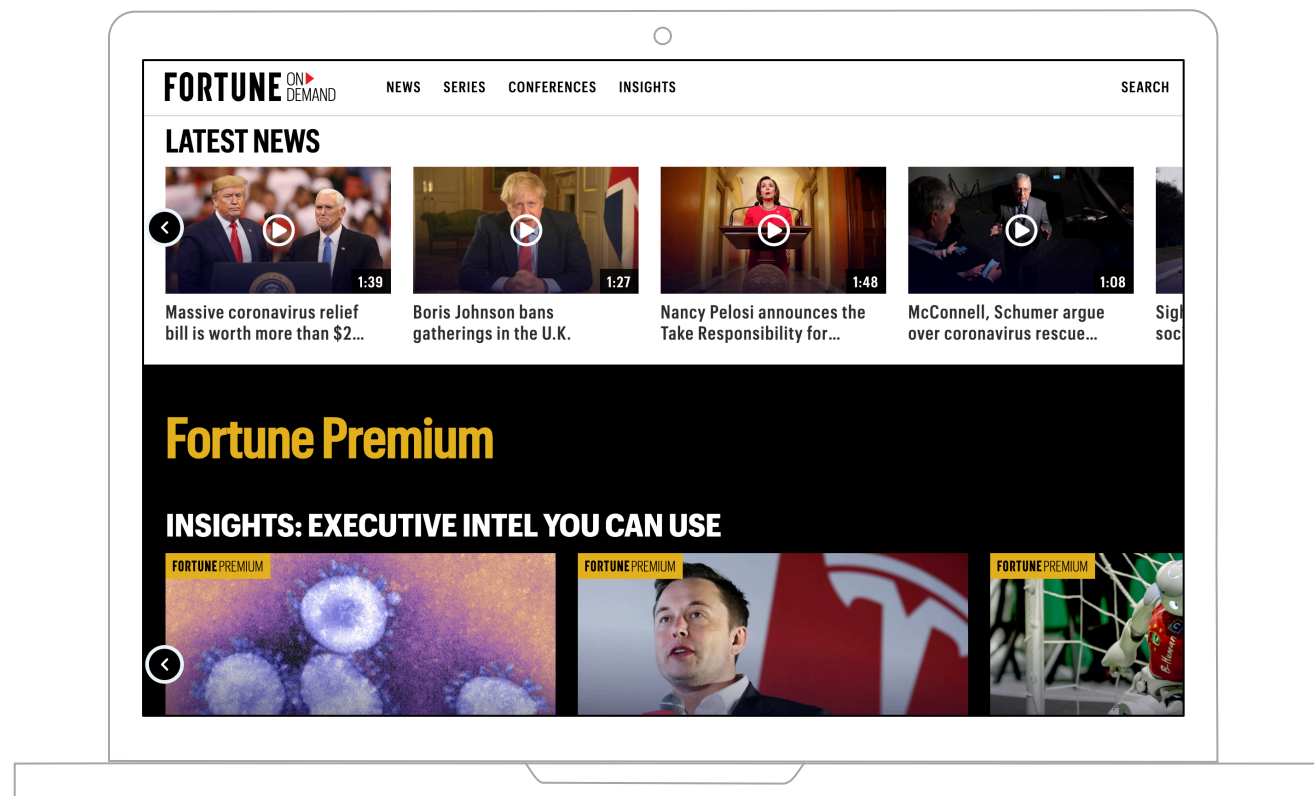 FORTUNE ON DEMAND
NEWS SERIES CONFERENCES INSIGHTS SEARCH
LATEST NEWS
1:39
1:27
1:48
1:08
Massive coronavirus relief
bill is worth more than $2...
Boris Johnson bans
gatherings in the U.K.
Nancy Pelosi announces the
Take Responsibility for...
McConnell, Schumer argue
over coronavirus rescue...
Fortune Premium
INSIGHTS: EXECUTIVE INTEL YOU CAN USE
FORTUNE PREMIUM
FORTUNE PREMIUM
FORTUNE PREMIUM
B-Human